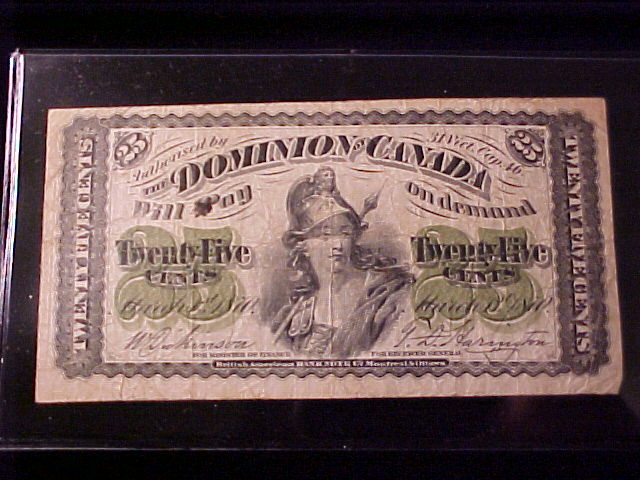 25
Authorised by
31 Vict. Cap. 46
25
THE DOMINION OF CANADA
Will Pay
on demand
TWENTY FIVE CENTS
TWENTY FIVE CENTS
25
Twenty-Five
CENTS
25
Twenty-Five
CENTS
March 1st 1870.
March 1st 1870.
W Dickinson
T. D. Harington
FOR MINISTER OF FINANCE
FOR RECEIVER GENERAL
British American BANK NOTE Co Montreal & Ottawa